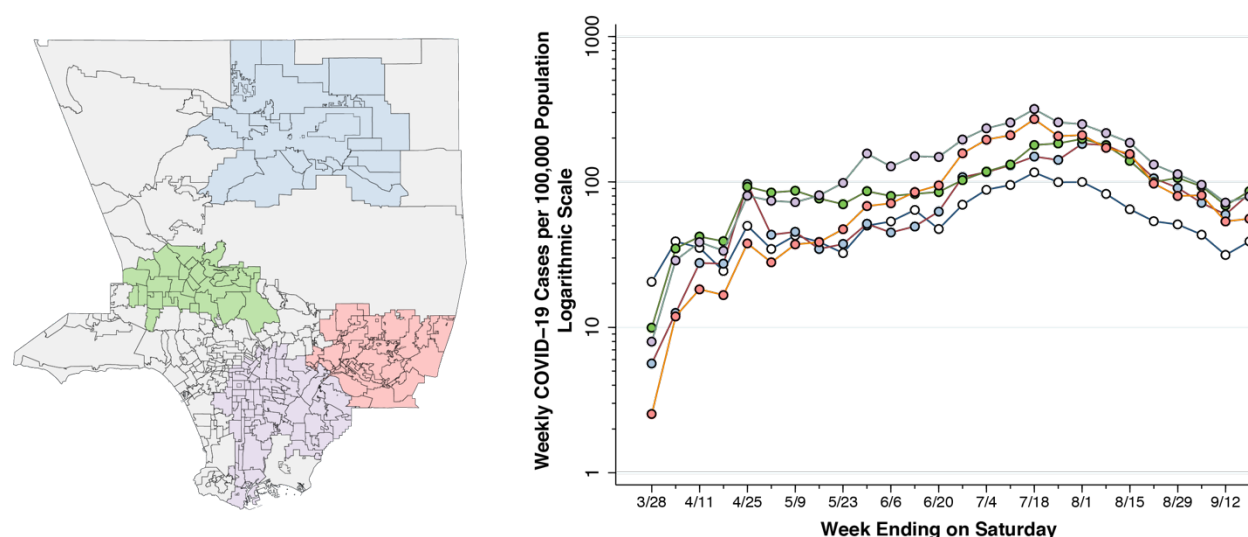 Weekly COVID−19 Cases per 100,000 Population
Logarithmic Scale
1000
100
10
1
3/28 4/11 4/25 5/9 5/23 6/6 6/20 7/4 7/18 8/1 8/15 8/29 9/12
Week Ending on Saturday